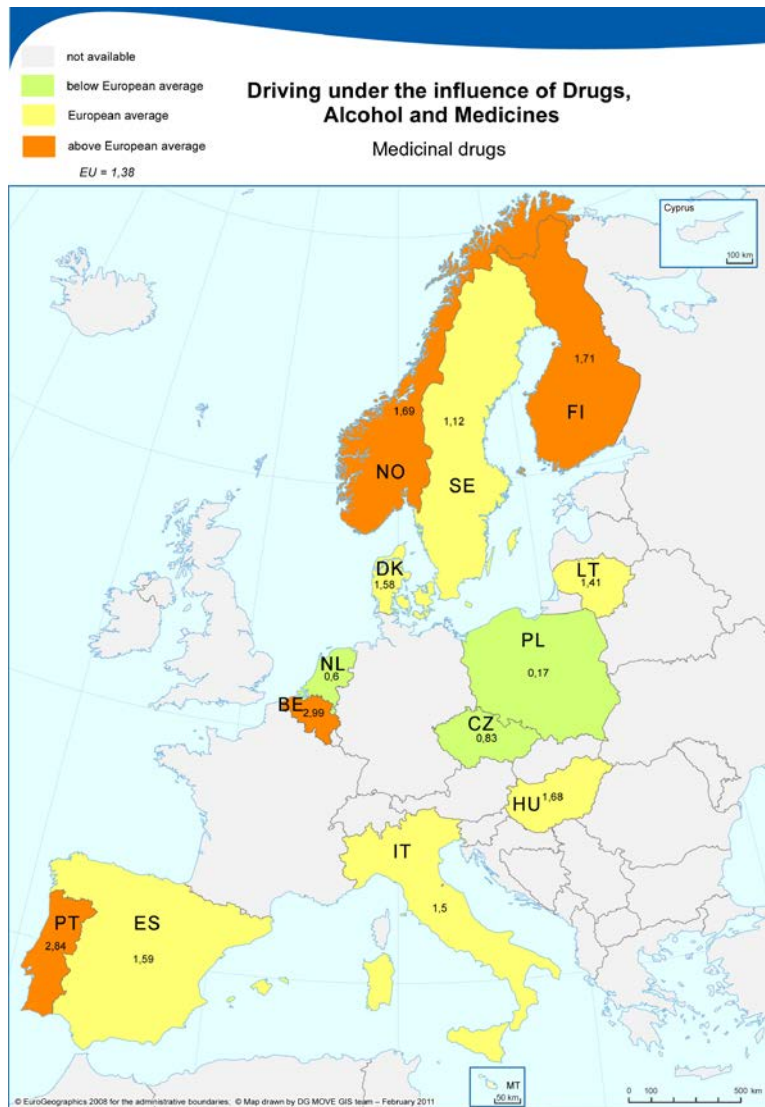 not available
below European average
European average
above European average
EU = 1,38
Driving under the influence of Drugs,
Alcohol and Medicines
Medicinal drugs
Cyprus
100 km
1,71
FI
1,69
NO
1,12
SE
DK
1,58
LT
1,41
PL
0,17
NL
0,6
BE
2,99
CZ
0,83
HU
1,68
IT
1,5
PT
2,84
ES
1,59
MT
50 km
0 100 500 km
© EuroGeographics 2008 for the administrative boundaries; © Map drawn by DG MOVE GIS team – February 2011